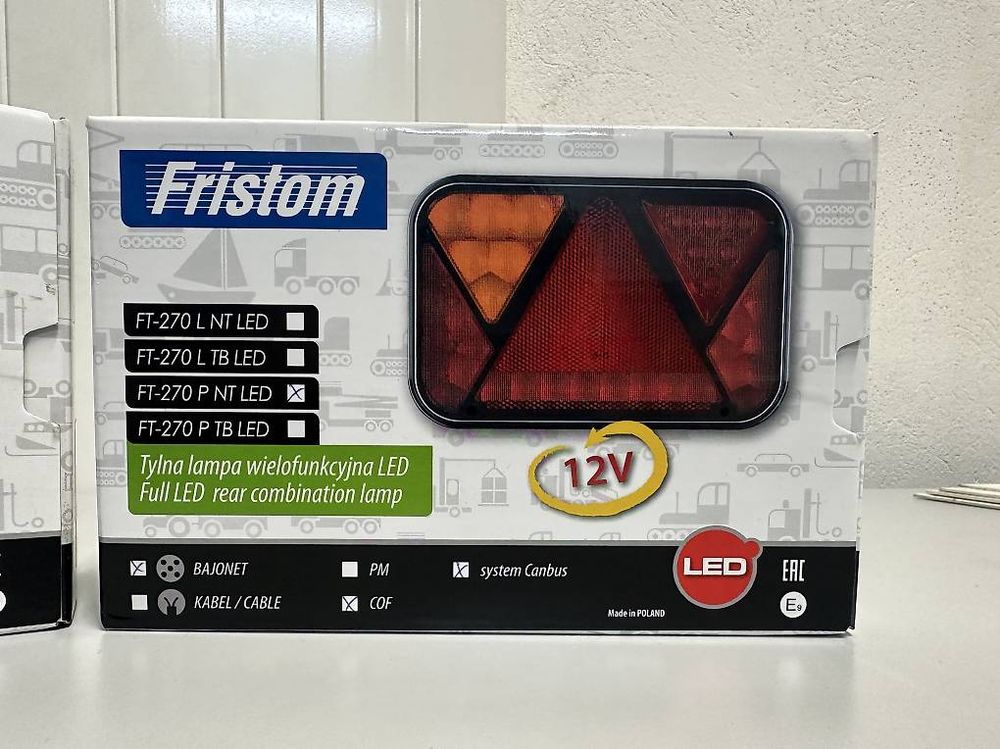 Fristom
FT-270 L NT LED
FT-270 L TB LED
FT-270 P NT LED
FT-270 P TB LED
Tylna lampa wielofunkcyjna LED
Full LED rear combination lamp
12V
BAJONET
PM
system Canbus
KABEL / CABLE
COF
Made in POLAND
LED
EAC
E9